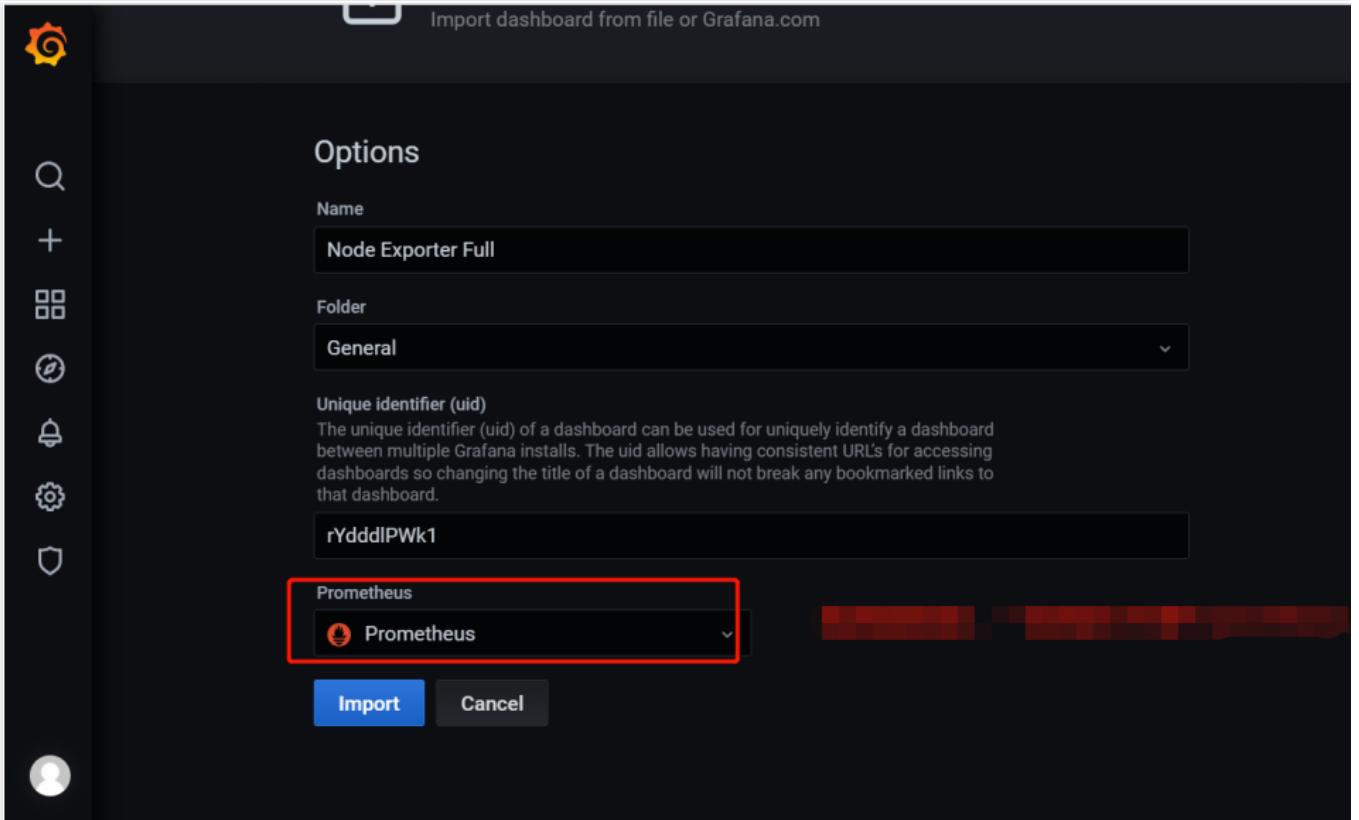 Import dashboard from file or Grafana.com
Options
Name
Node Exporter Full
Folder
General
Unique identifier (uid)
The unique identifier (uid) of a dashboard can be used for uniquely identify a dashboard
between multiple Grafana installs. The uid allows having consistent URL's for accessing
dashboards so changing the title of a dashboard will not break any bookmarked links to
that dashboard.
rYdddlPWk1
Prometheus
Prometheus
Import Cancel